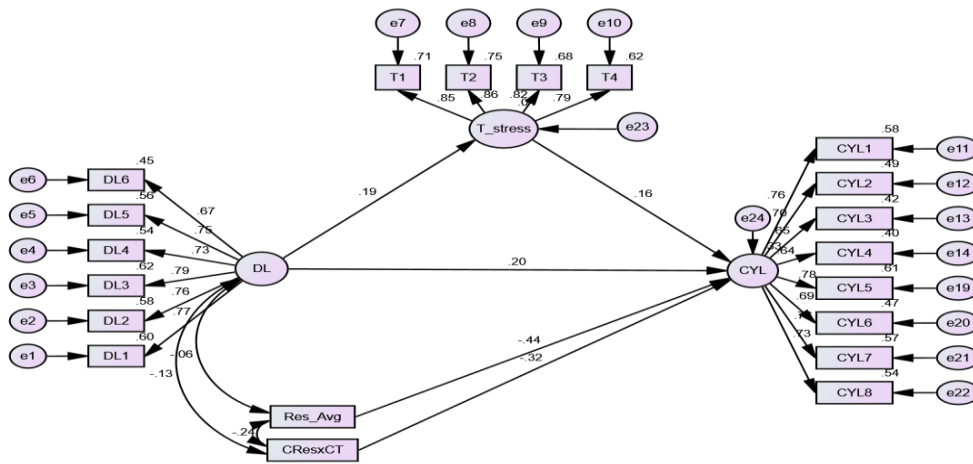 e7 e8 e9 e10
.71 .75 .68 .62
T1 T2 T3 T4
.85 .86 .82 .79
T_stress e23
.58
CYL1 e11
.49
.45
e6 DL6
CYL2 e12
.19 .16
.76
.42
.56
.67
e5 DL5
.70
e24 CYL3 e13
.40
.75
.65
.54
e4 DL4
.73
.64
CYL4 e14
.62
DL .20 CYL
.61
.79
.78
e3 DL3
CYL5 e19
.58
.76
.69
.47
e2 DL2
CYL6 e20
.77
.60
.73
.57
e1 DL1
-.06
-.44
CYL7 e21
-.13
-.32
.54
CYL8 e22
Res_Avg
-.24
CResxCT